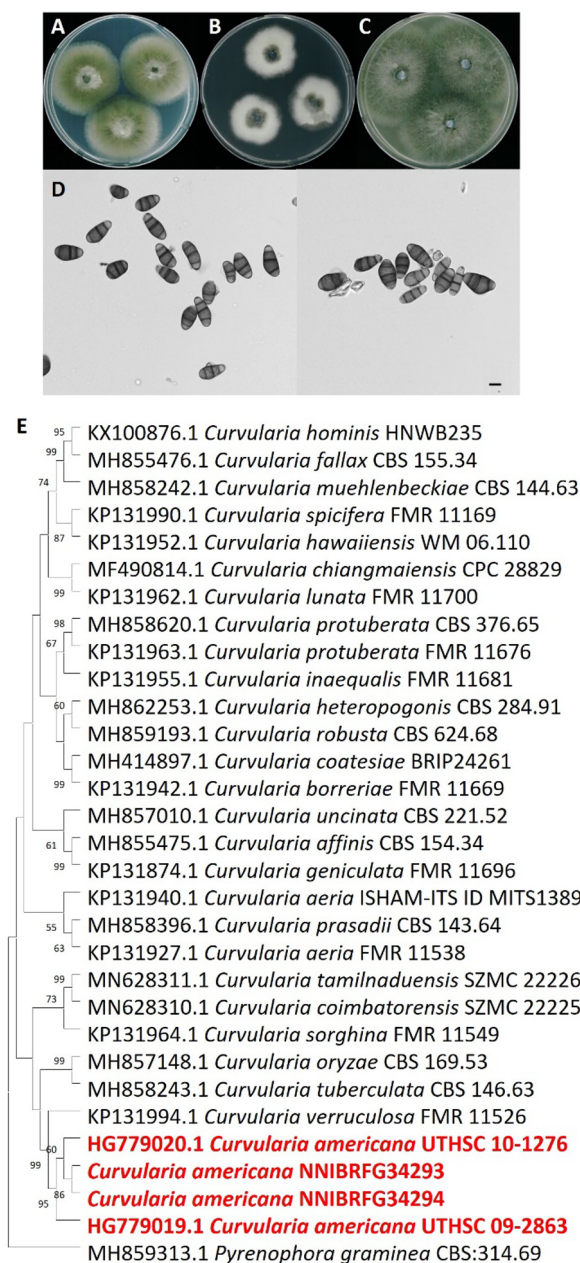 A B C
D
E
95
KX100876.1 Curvularia hominis HNWB235
99
MH855476.1 Curvularia fallax CBS 155.34
74
MH858242.1 Curvularia muehlenbeckiae CBS 144.63
KP131990.1 Curvularia spicifera FMR 11169
87
KP131952.1 Curvularia hawaiiensis WM 06.110
MF490814.1 Curvularia chiangmaiensis CPC 28829
99
KP131962.1 Curvularia lunata FMR 11700
98
MH858620.1 Curvularia protuberata CBS 376.65
67
KP131963.1 Curvularia protuberata FMR 11676
KP131955.1 Curvularia inaequalis FMR 11681
60
MH862253.1 Curvularia heteropogonis CBS 284.91
MH859193.1 Curvularia robusta CBS 624.68
MH414897.1 Curvularia coatesiae BRIP24261
99
KP131942.1 Curvularia borreriae FMR 11669
MH857010.1 Curvularia uncinata CBS 221.52
61
MH855475.1 Curvularia affinis CBS 154.34
99
KP131874.1 Curvularia geniculata FMR 11696
KP131940.1 Curvularia aeria ISHAM-ITS ID MITS1389
55
MH858396.1 Curvularia prasadii CBS 143.64
63
KP131927.1 Curvularia aeria FMR 11538
99
MN628311.1 Curvularia tamilnaduensis SZMC 22226
73
MN628310.1 Curvularia coimbatorensis SZMC 22225
KP131964.1 Curvularia sorghina FMR 11549
99
MH857148.1 Curvularia oryzae CBS 169.53
MH858243.1 Curvularia tuberculata CBS 146.63
KP131994.1 Curvularia verruculosa FMR 11526
60
HG779020.1 Curvularia americana UTHSC 10-1276
99
Curvularia americana NNIBRFG34293
86
Curvularia americana NNIBRFG34294
95
HG779019.1 Curvularia americana UTHSC 09-2863
MH859313.1 Pyrenophora graminea CBS:314.69